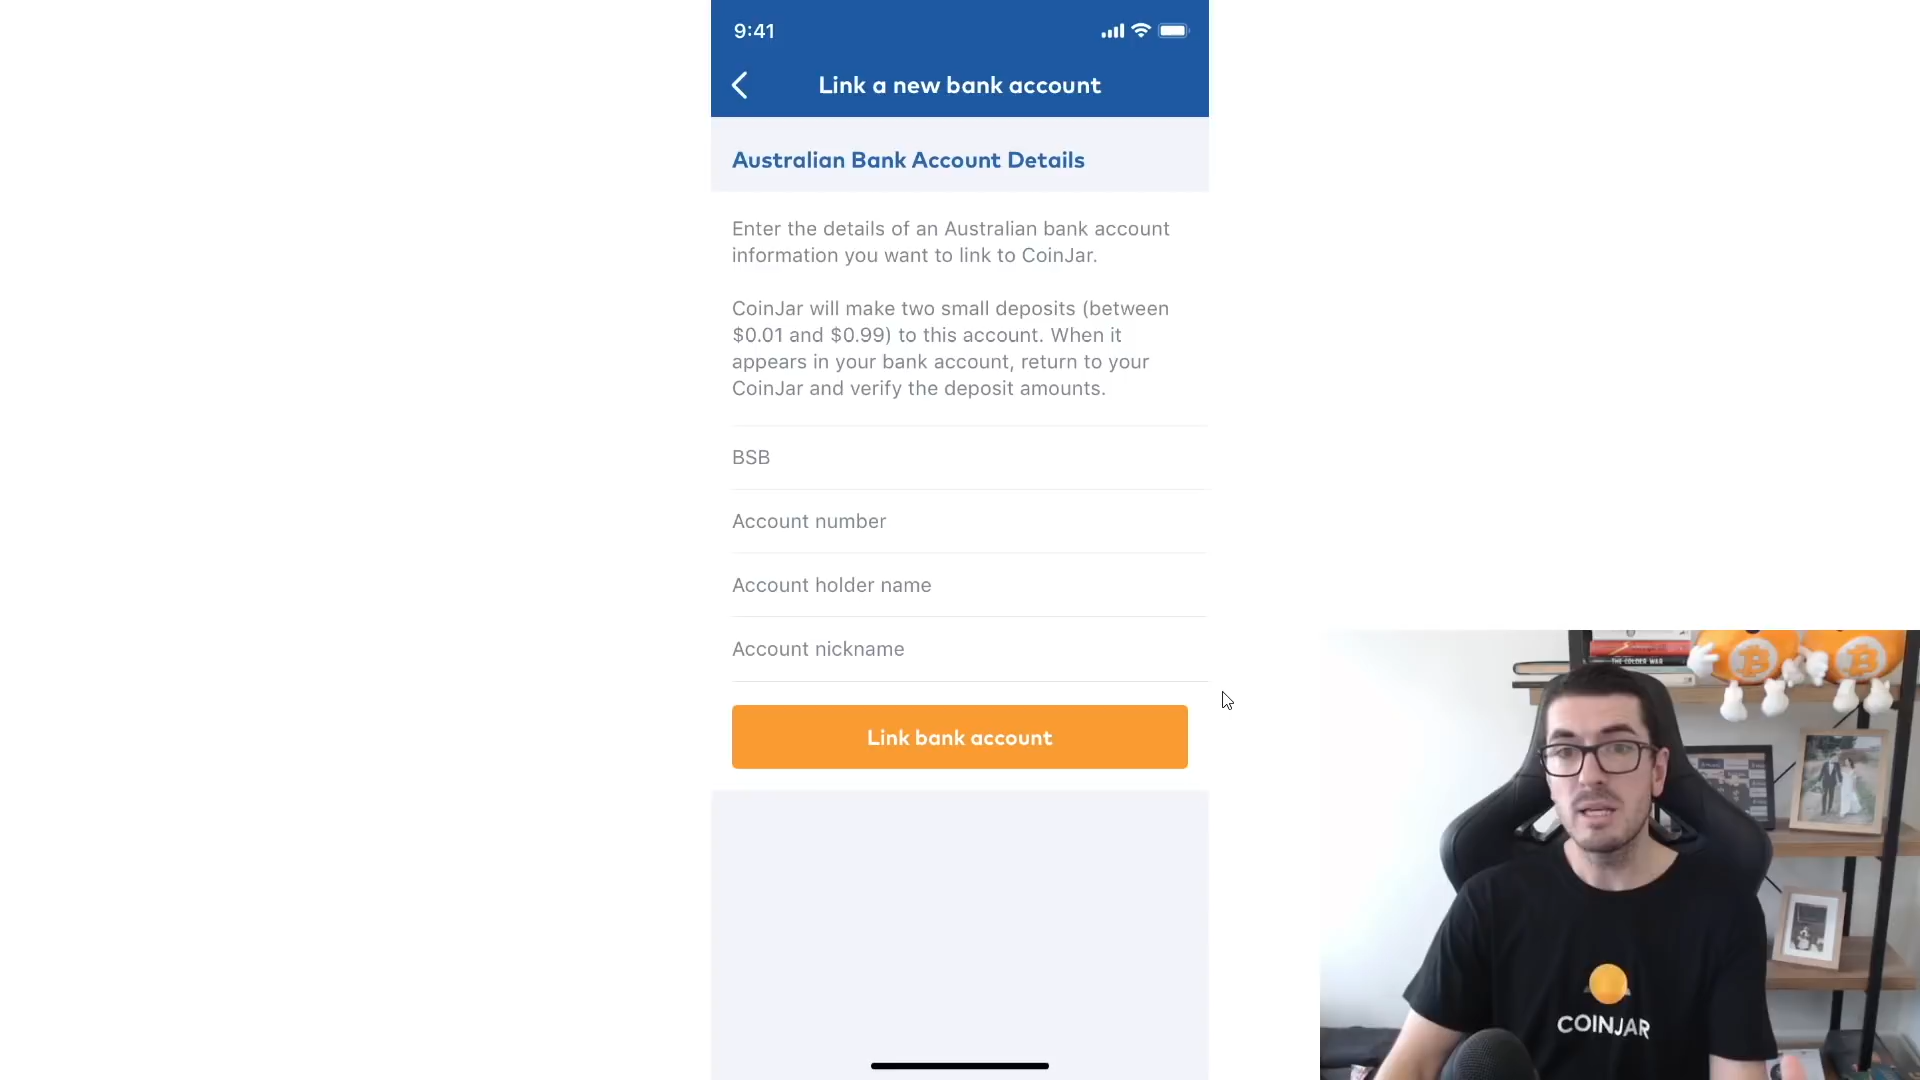 9:41
Link a new bank account
Australian Bank Account Details
Enter the details of an Australian bank account
information you want to link to CoinJar.
CoinJar will make two small deposits (between
$0.01 and $0.99) to this account. When it
appears in your bank account, return to your
CoinJar and verify the deposit amounts.
BSB
Account number
Account holder name
Account nickname
Link bank account
THE COLDER WAR
COINJAR